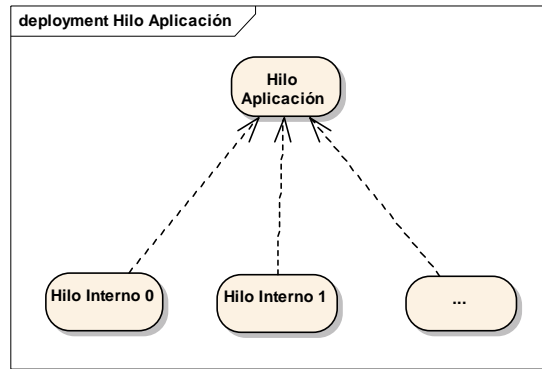 deployment Hilo Aplicación
Hilo
Aplicación
Hilo Interno 0
Hilo Interno 1
...